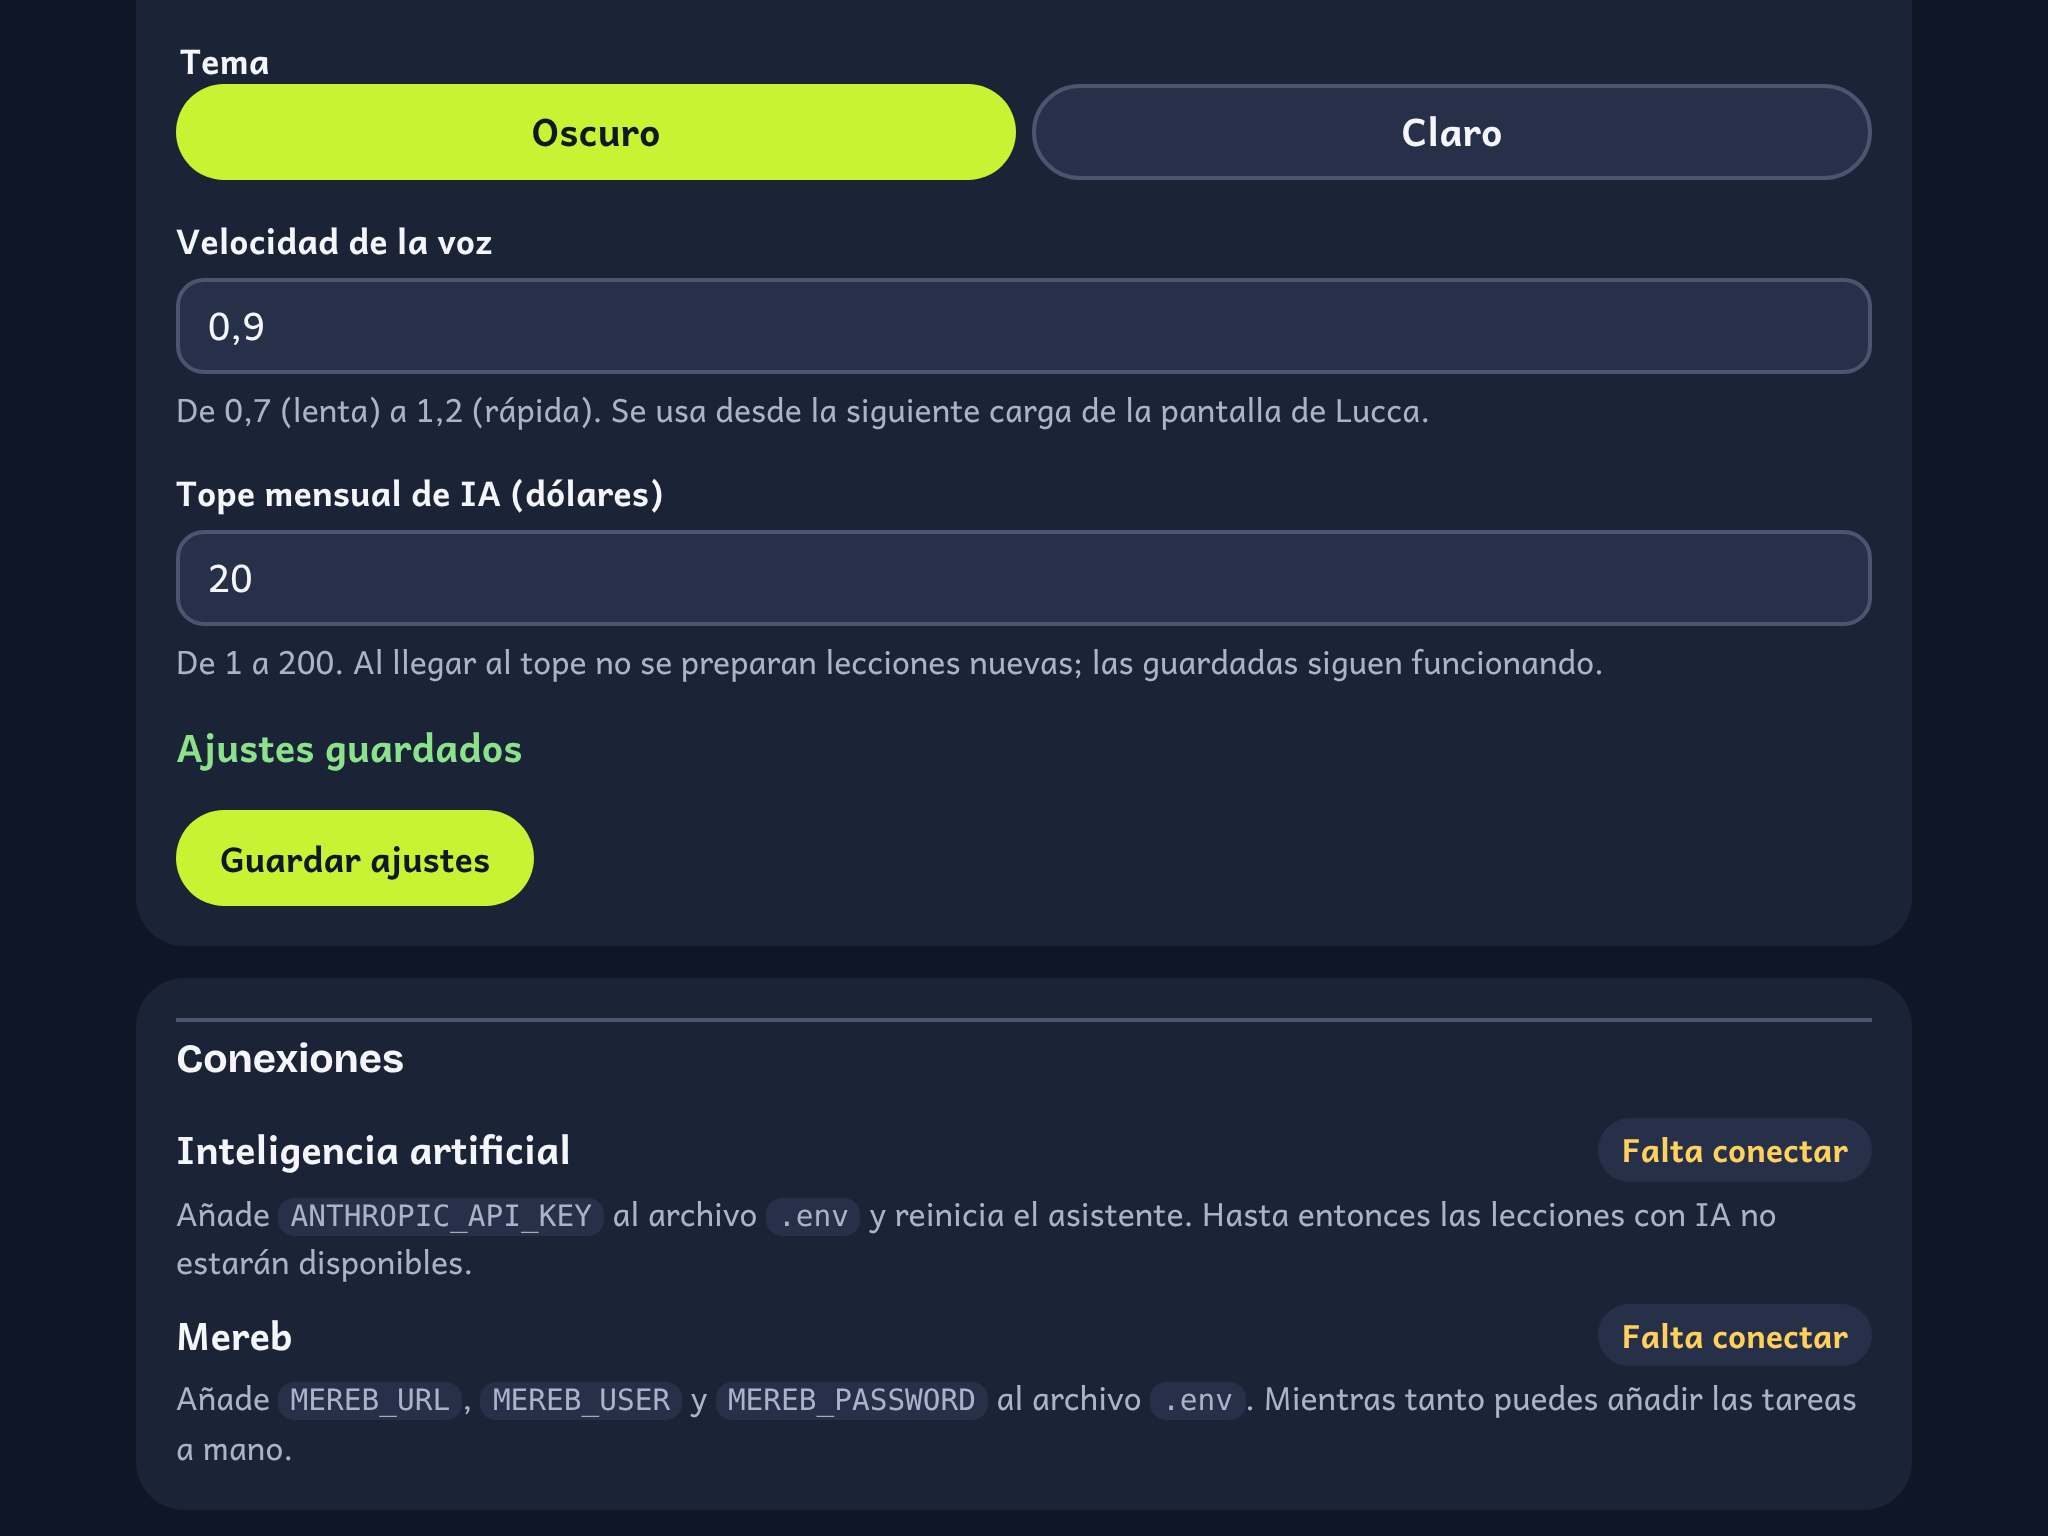 Tema
Oscuro
Claro
Velocidad de la voz
0,9
De 0,7 (lenta) a 1,2 (rápida). Se usa desde la siguiente carga de la pantalla de Lucca.
Tope mensual de IA (dólares)
20
De 1 a 200. Al llegar al tope no se preparan lecciones nuevas; las guardadas siguen funcionando.
Ajustes guardados
Guardar ajustes
Conexiones
Inteligencia artificial
Falta conectar
Añade ANTHROPIC_API_KEY al archivo .env y reinicia el asistente. Hasta entonces las lecciones con IA no
estarán disponibles.
Mereb
Falta conectar
Añade MEREB_URL, MEREB_USER y MEREB_PASSWORD al archivo .env. Mientras tanto puedes añadir las tareas
a mano.